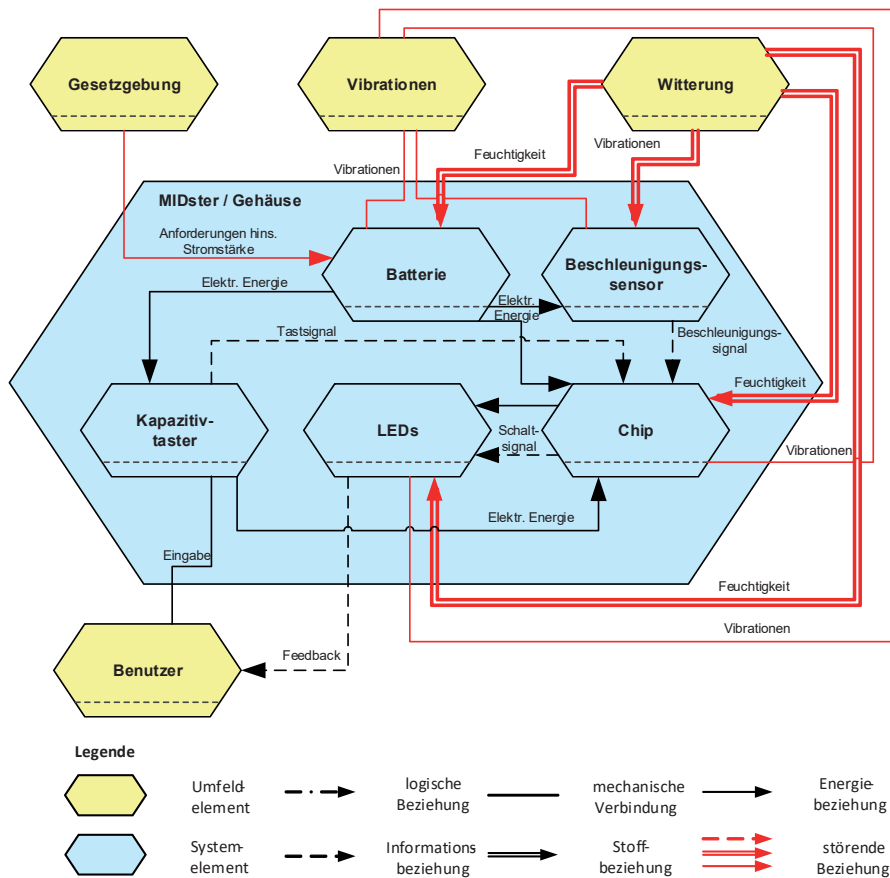 Gesetzgebung
Vibrationen
Witterung
Vibrationen
Feuchtigkeit
Vibrationen
MIDster / Gehäuse
Anforderungen hins.
Stromstärke
Batterie
Beschleunigungs-
sensor
Elektr. Energie
Elektr.
Energie
Tastsignal
Beschleunigungs-
signal
Feuchtigkeit
Kapazitiv-
taster
LEDs
Schalt-
signal
Chip
Vibrationen
Elektr. Energie
Eingabe
Feuchtigkeit
Vibrationen
Feedback
Benutzer
Legende
Umfeld-
element
logische
Beziehung
mechanische
Verbindung
Energie-
beziehung
System-
element
Informations
beziehung
Stoff-
beziehung
störende
Beziehung